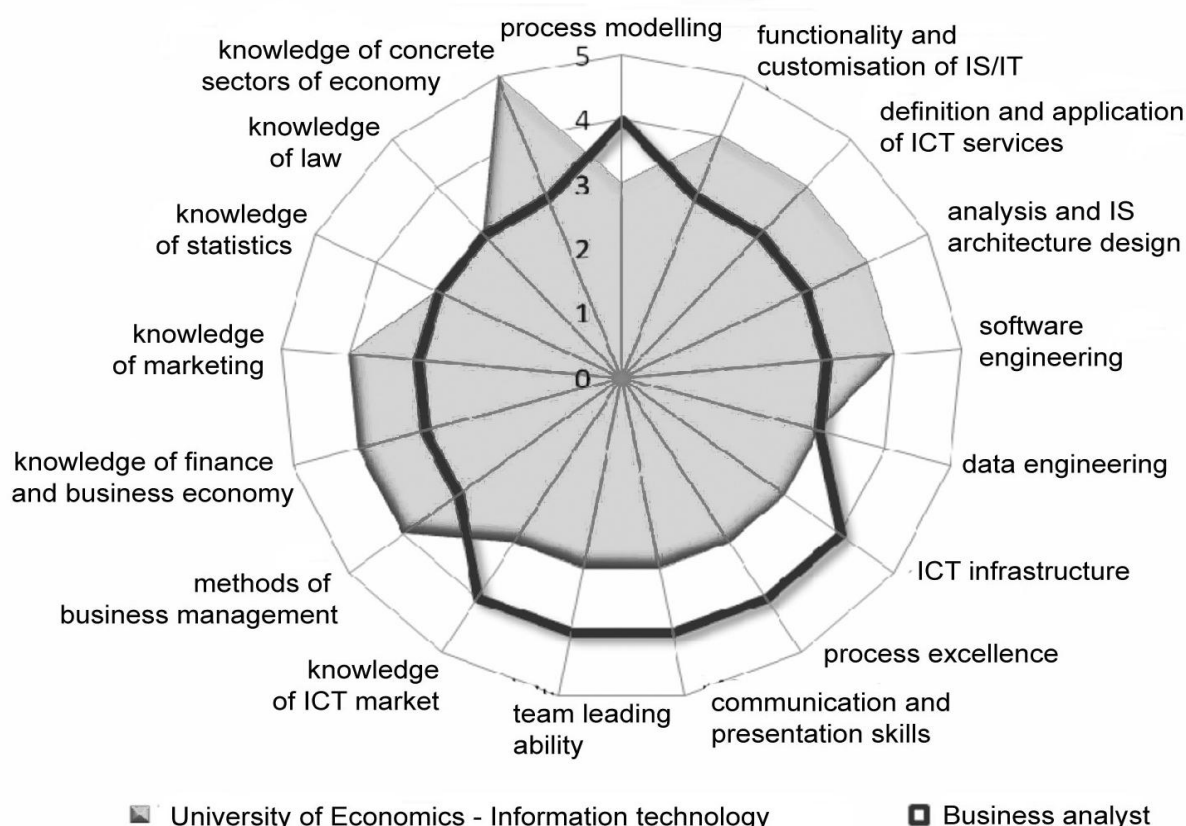 process modelling
functionality and
customisation of IS/IT
definition and application
of ICT services
analysis and IS
architecture design
software
engineering
data engineering
ICT infrastructure
process excellence
communication and
presentation skills
team leading
ability
knowledge
of ICT market
methods of
business management
knowledge of finance
and business economy
knowledge
of marketing
knowledge
of statistics
knowledge
of law
knowledge of concrete
sectors of economy
5
4
3
2
1
0
University of Economics - Information technology
Business analyst